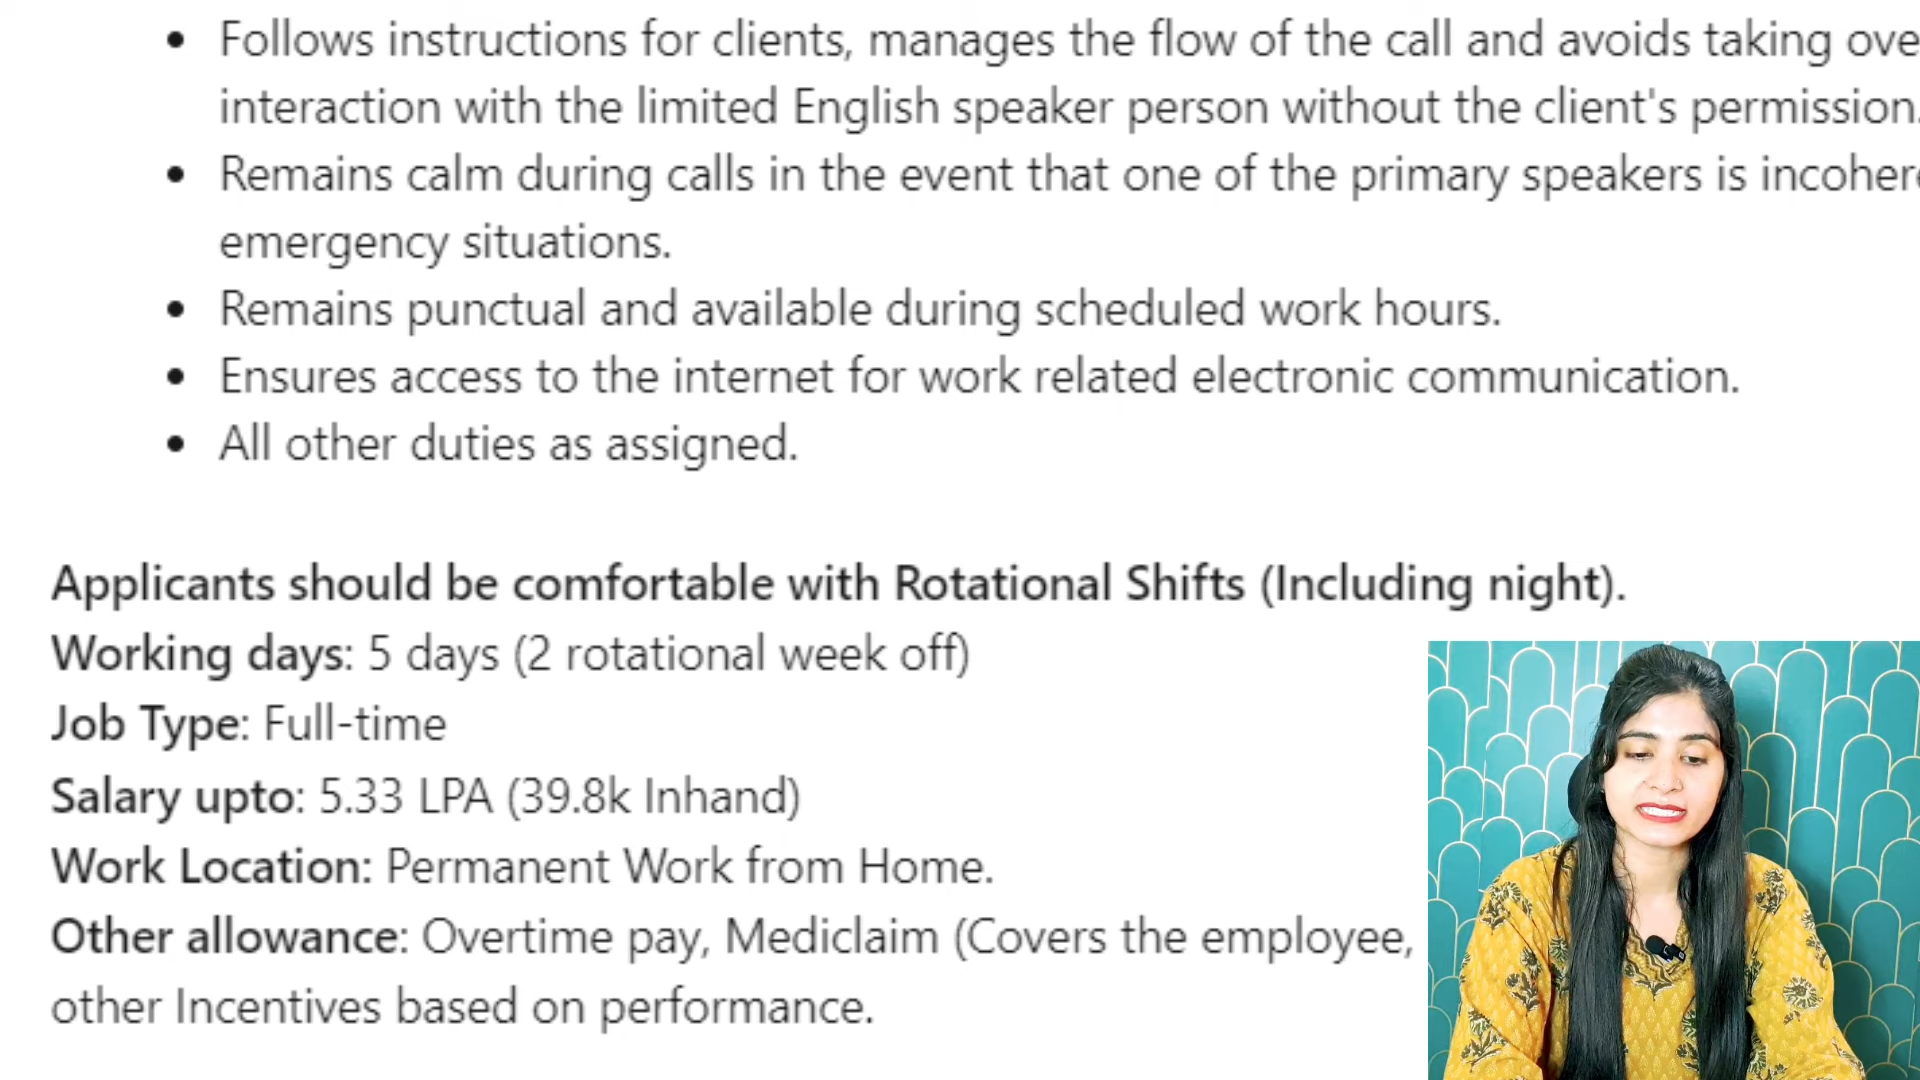 • Follows instructions for clients, manages the flow of the call and avoids taking
interaction with the limited English speaker person without the client's permission.
• Remains calm during calls in the event that one of the primary speakers is
emergency situations.
• Remains punctual and available during scheduled work hours.
• Ensures access to the internet for work related electronic communication.
• All other duties as assigned.
Applicants should be comfortable with Rotational Shifts (Including night).
Working days: 5 days (2 rotational week off)
Job Type: Full-time
Salary upto: 5.33 LPA (39.8k Inhand)
Work Location: Permanent Work from Home.
Other allowance: Overtime pay, Mediclaim (Covers the employee,
other Incentives based on performance.